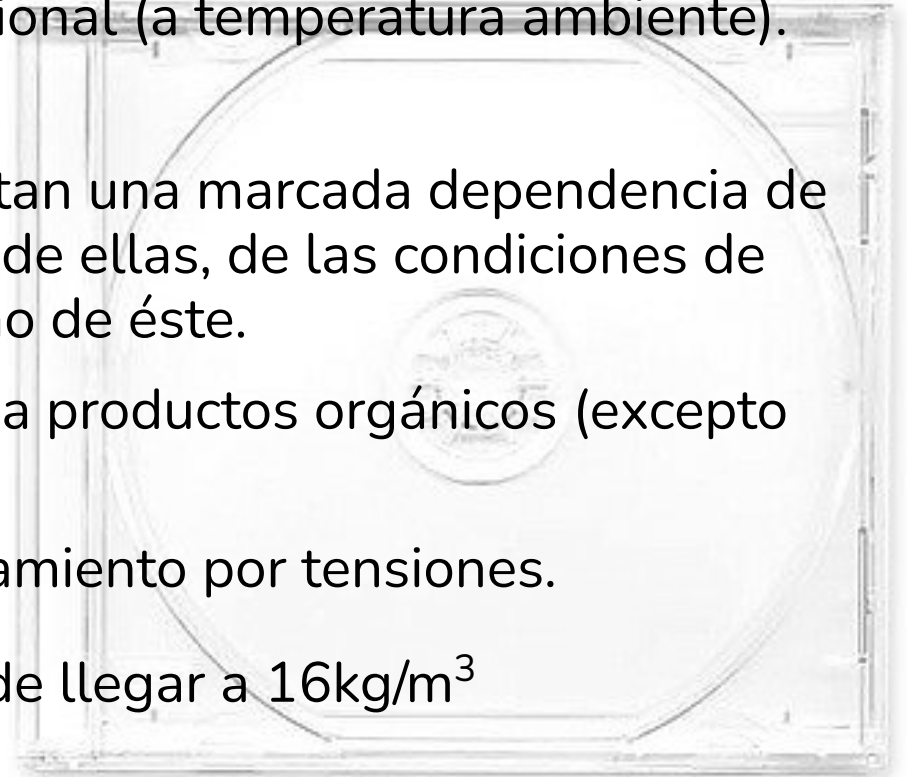 ional (a temperatura ambiente).
tan una marcada dependencia de
de ellas, de las condiciones de
o de éste.
a productos orgánicos (excepto
amiento por tensiones.
de llegar a 16kg/m³